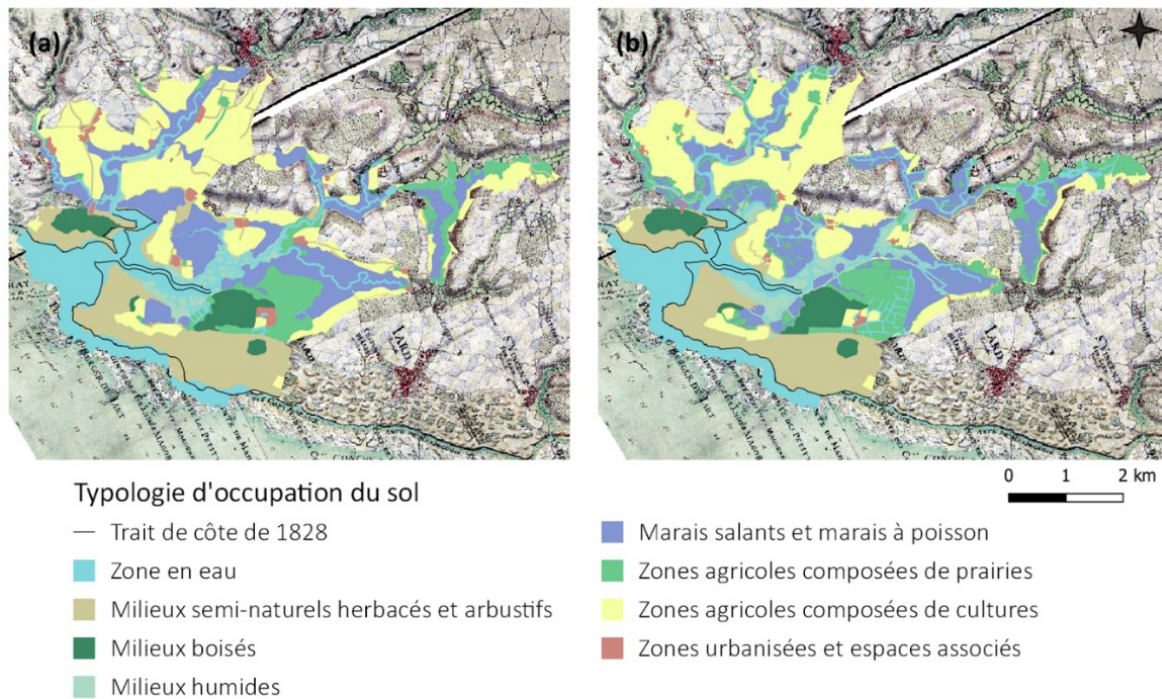 (a)
(b)
LARD
LARD
0 1 2 km
Typologie d'occupation du sol
Trait de côte de 1828
Zone en eau
Milieux semi-naturels herbacés et arbustifs
Milieux boisés
Milieux humides
Marais salants et marais à poisson
Zones agricoles composées de prairies
Zones agricoles composées de cultures
Zones urbanisées et espaces associés